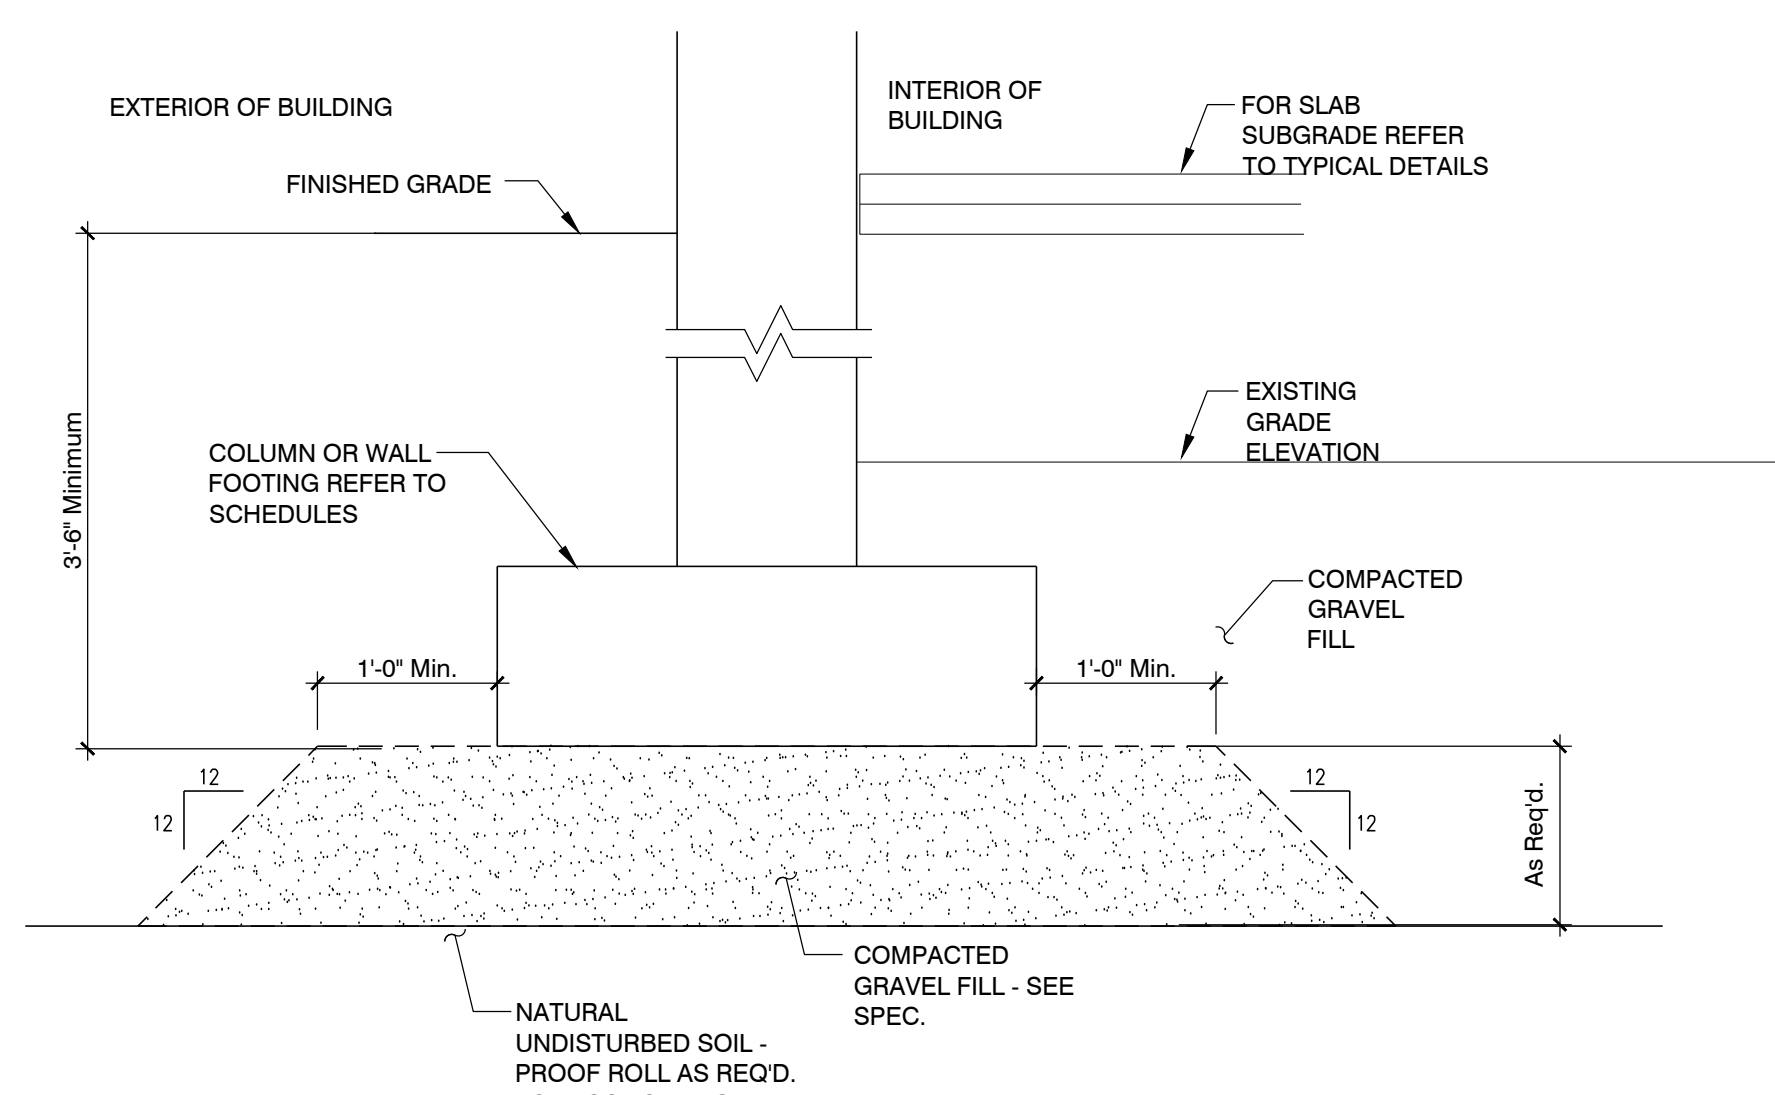 EXTERIOR OF BUILDING
INTERIOR OF
BUILDING
FOR SLAB
SUBGRADE REFER
TO TYPICAL DETAILS
FINISHED GRADE
3'-6" Minimum
EXISTING
GRADE
ELEVATION
COLUMN OR WALL
FOOTING REFER TO
SCHEDULES
COMPACTED
GRAVEL
FILL
1'-0" Min.
1'-0" Min.
12
12
12
12
As Req'd.
COMPACTED
GRAVEL FILL - SEE
SPEC.
NATURAL
UNDISTURBED SOIL -
PROOF ROLL AS REQ'D.